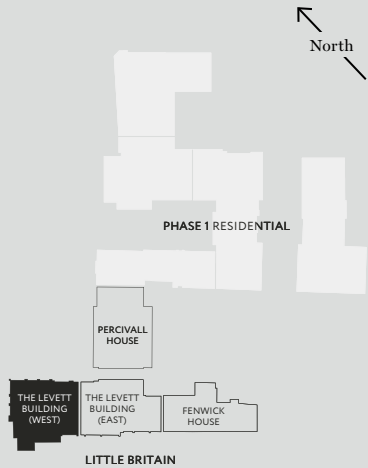 North
PHASE 1 RESIDENTIAL
PERCIVALL
HOUSE
THE LEVETT
BUILDING
(WEST)
THE LEVETT
BUILDING
(EAST)
FENWICK
HOUSE
LITTLE BRITAIN